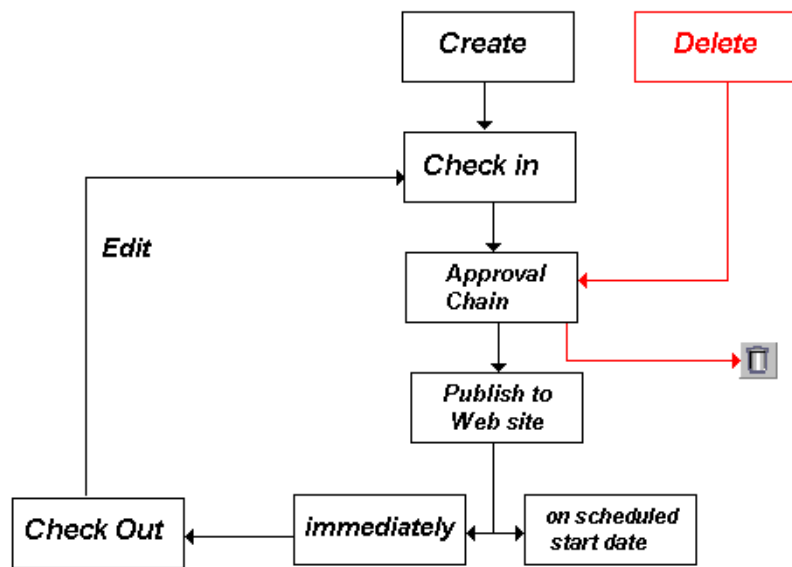 Create
Delete
Check in
Edit
Approval
Chain
Publish to
Web site
Check Out
immediately
on scheduled
start date